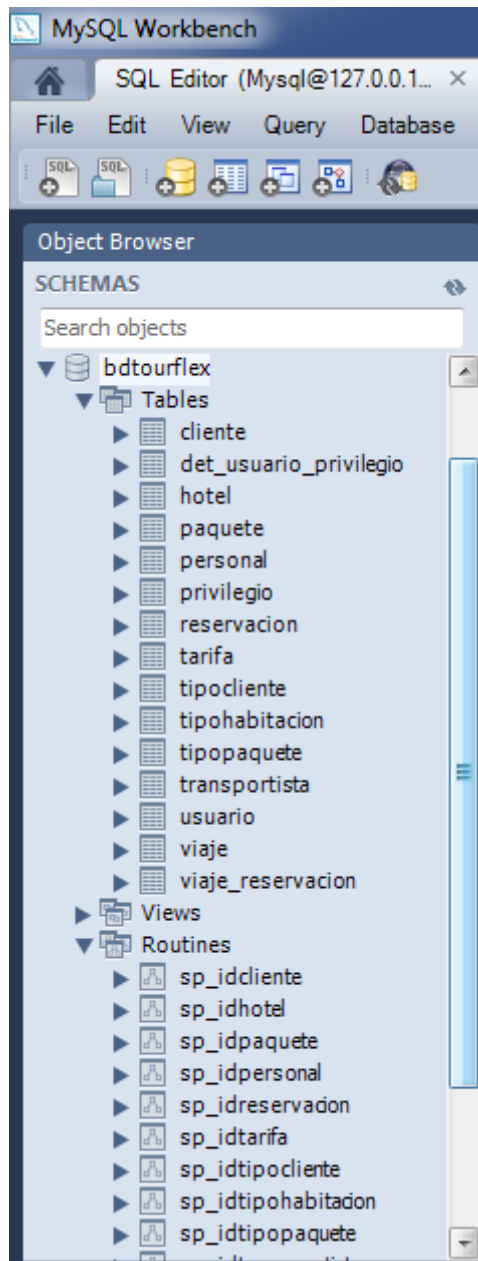 MySQL Workbench
SQL Editor (Mysql@127.0.0.1...
File Edit View Query Database
SQL SQL
Object Browser
SCHEMAS
Search objects
bdtourflex
Tables
cliente
det_usuario_privilegio
hotel
paquete
personal
privilegio
reservacion
tarifa
tipocliente
tipohabitacion
tipopaquete
transportista
usuario
viaje
viaje_reservacion
Views
Routines
sp_idcliente
sp_idhotel
sp_idpaquete
sp_idpersonal
sp_idreservacion
sp_idtarifa
sp_idtipocliente
sp_idtipohabitacion
sp_idtipopaquete